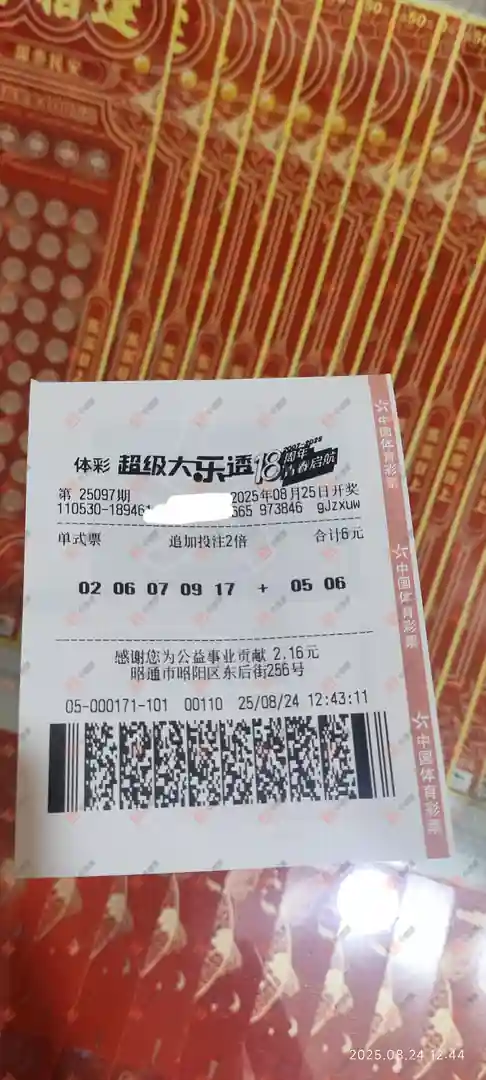 体彩 超级大乐透 18周年 2007-2025 青春启航
第 25097期 2025年08月25日开奖
110530-18946 665 973846 gJzxuw
单式票 追加投注2倍 合计6元
02 06 07 09 17 + 05 06
感谢您为公益事业贡献 2.16元
昭通市昭阳区东后街256号
05-000171-101 00110 25/08/24 12:43:11
中国体育彩票
中国体育彩票
中国体育彩票
2025.08.24 12:44